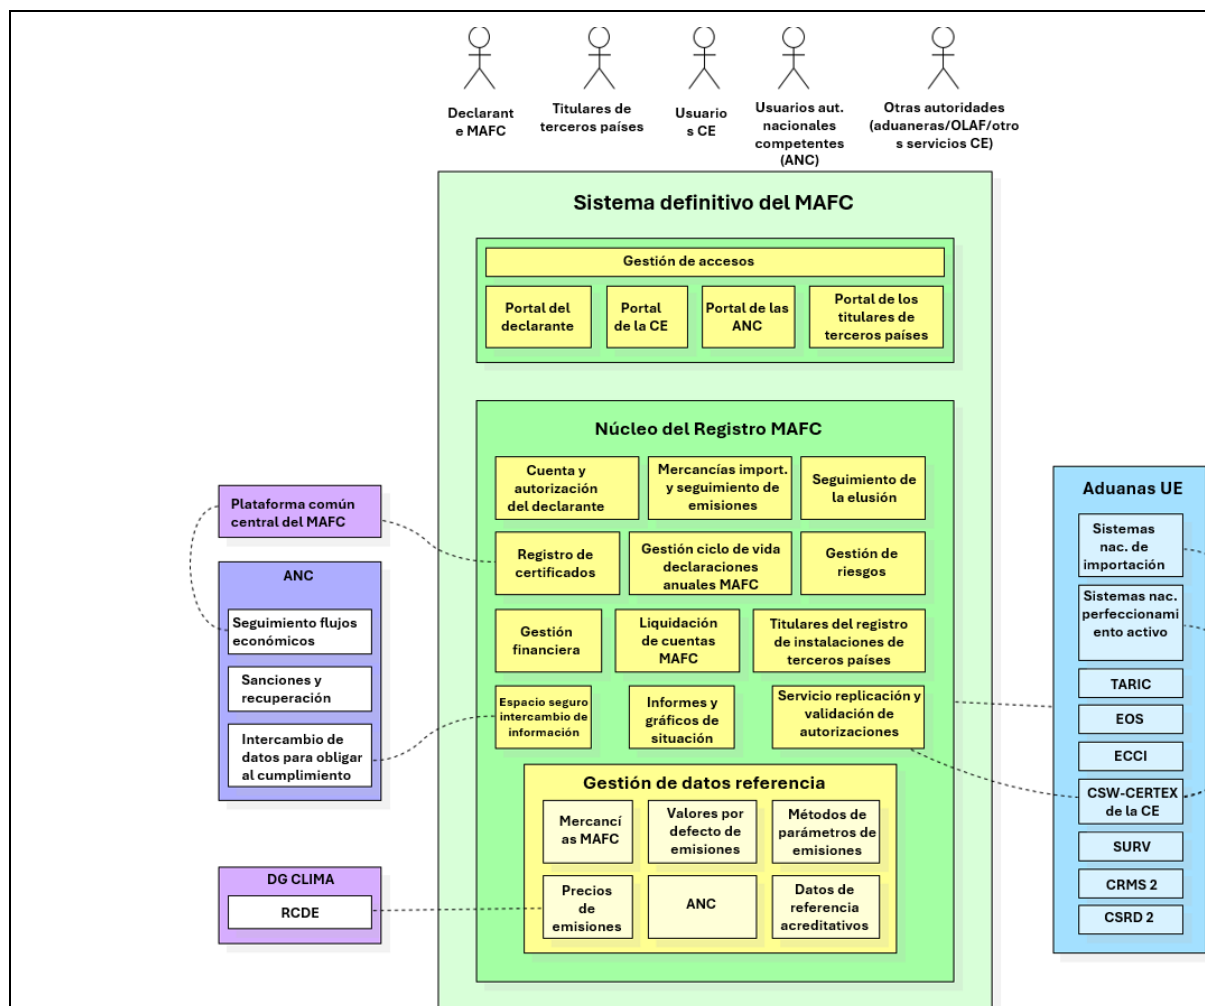 Declarant
e MAFC
Titulares de
terceros países
Usuario
s CE
Usuarios aut.
nacionales
competentes
(ANC)
Otras autoridades
(aduaneras/OLAF/otro
s servicios CE)
Sistema definitivo del MAFC
Gestión de accesos
Portal del
declarante
Portal
de la CE
Portal de las
ANC
Portal de los
titulares de
terceros países
Núcleo del Registro MAFC
Cuenta y
autorización
del declarante
Mercancías import.
y seguimiento de
emisiones
Seguimiento de
la elusión
Registro de
certificados
Gestión ciclo de vida
declaraciones
anuales MAFC
Gestión de
riesgos
Gestión
financiera
Liquidación
de cuentas
MAFC
Titulares del registro
de instalaciones de
terceros países
Espacio seguro
intercambio de
información
Informes y
gráficos de
situación
Servicio replicación y
validación de
autorizaciones
Gestión de datos referencia
Mercancí
as MAFC
Valores por
defecto de
emisiones
Métodos de
parámetros de
emisiones
Precios
de
emisiones
ANC
Datos de
referencia
acreditativos
Plataforma común
central del MAFC
ANC
Seguimiento flujos
económicos
Sanciones y
recuperación
Intercambio de
datos para obligar
al cumplimiento
DG CLIMA
RCDE
Aduanas UE
Sistemas
nac. de
importación
Sistemas nac.
perfeccionami
ento activo
TARIC
EOS
ECCI
CSW-CERTEX
de la CE
SURV
CRMS 2
CSRD 2